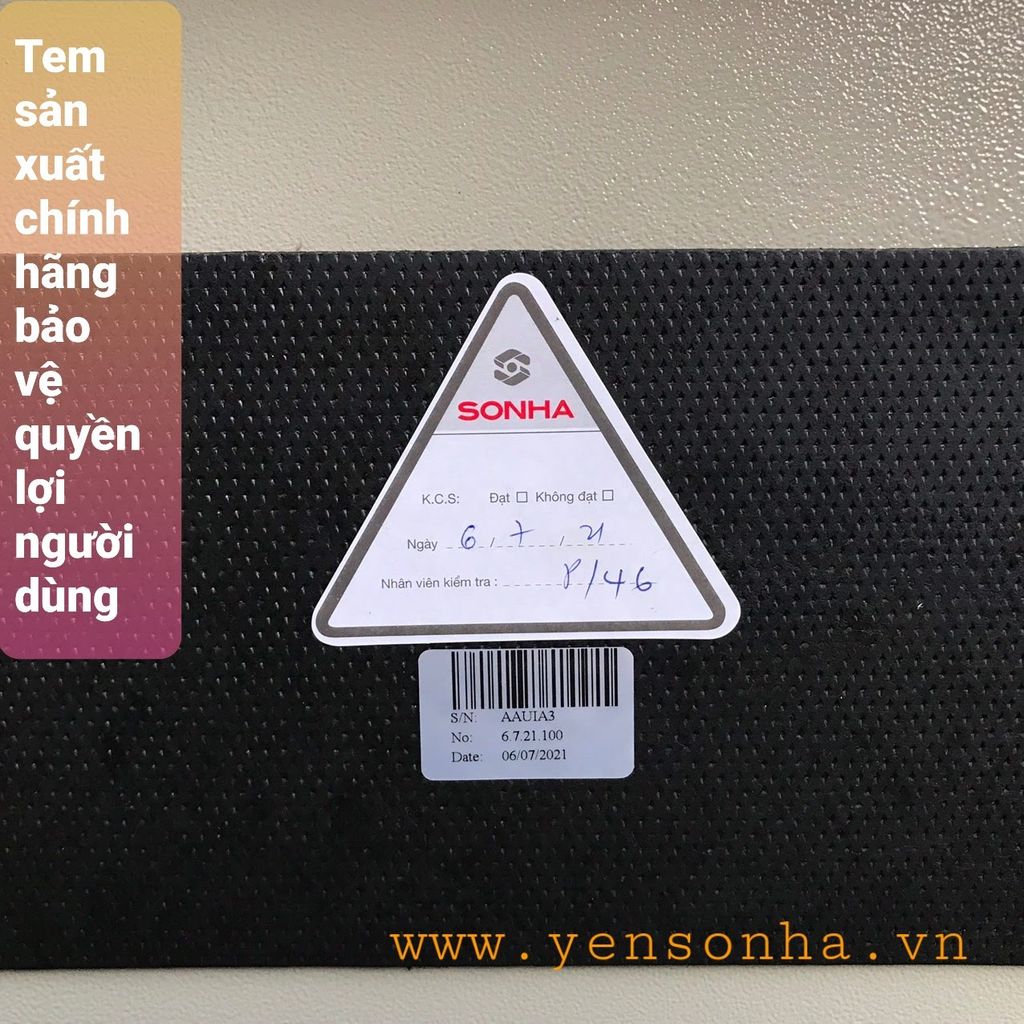 Tem
sản
xuất
chính
hãng
bảo
vệ
quyền
lợi
người
dùng
SONHA
K.C.S: Đạt □ Không đạt □
Ngày 6, 7, 21
Nhân viên kiểm tra : P/46
S/N: AAUIA3
No: 6.7.21.100
Date: 06/07/2021
www.yensonha.vn